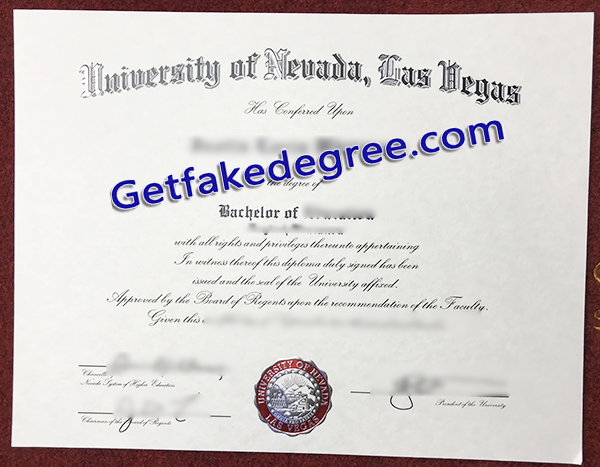 University of Nevada, Las Vegas
Has Conferred Upon
Getfakedegree.com
the degree of
Bachelor of
with all rights and privileges thereunto appertaining
In witness thereof this diploma duly signed has been
issued and the seal of the University affixed.
Approved by the Board of Regents upon the recommendation of the Faculty.
Given this
Chancellor
Nevada System of Higher Education
President of the University
Chairman of the Board of Regents
UNIVERSITY OF NEVADA
LAS VEGAS